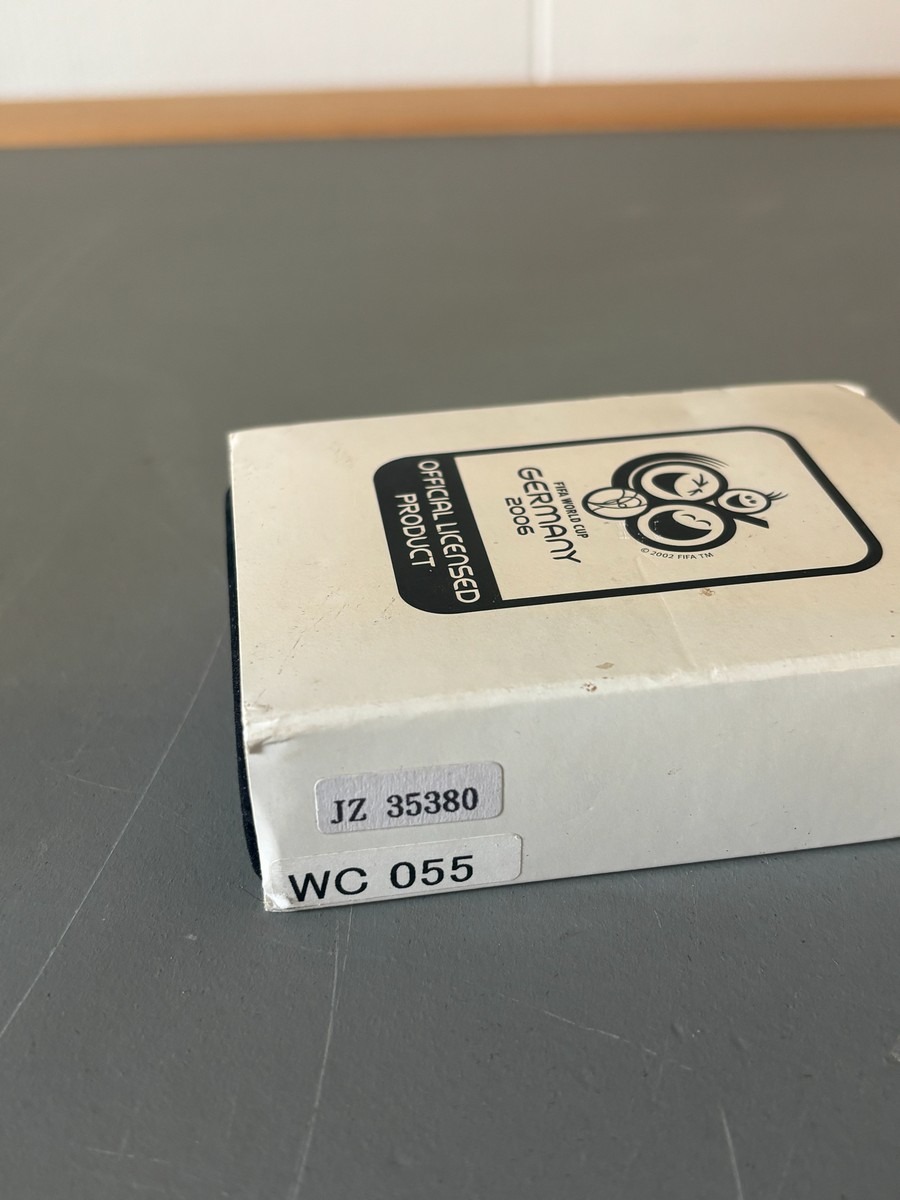 OFFICIAL LICENSED
PRODUCT
FIFA WORLD CUP
GERMANY
2006
© 2002 FIFA TM
JZ 35380
WC 055